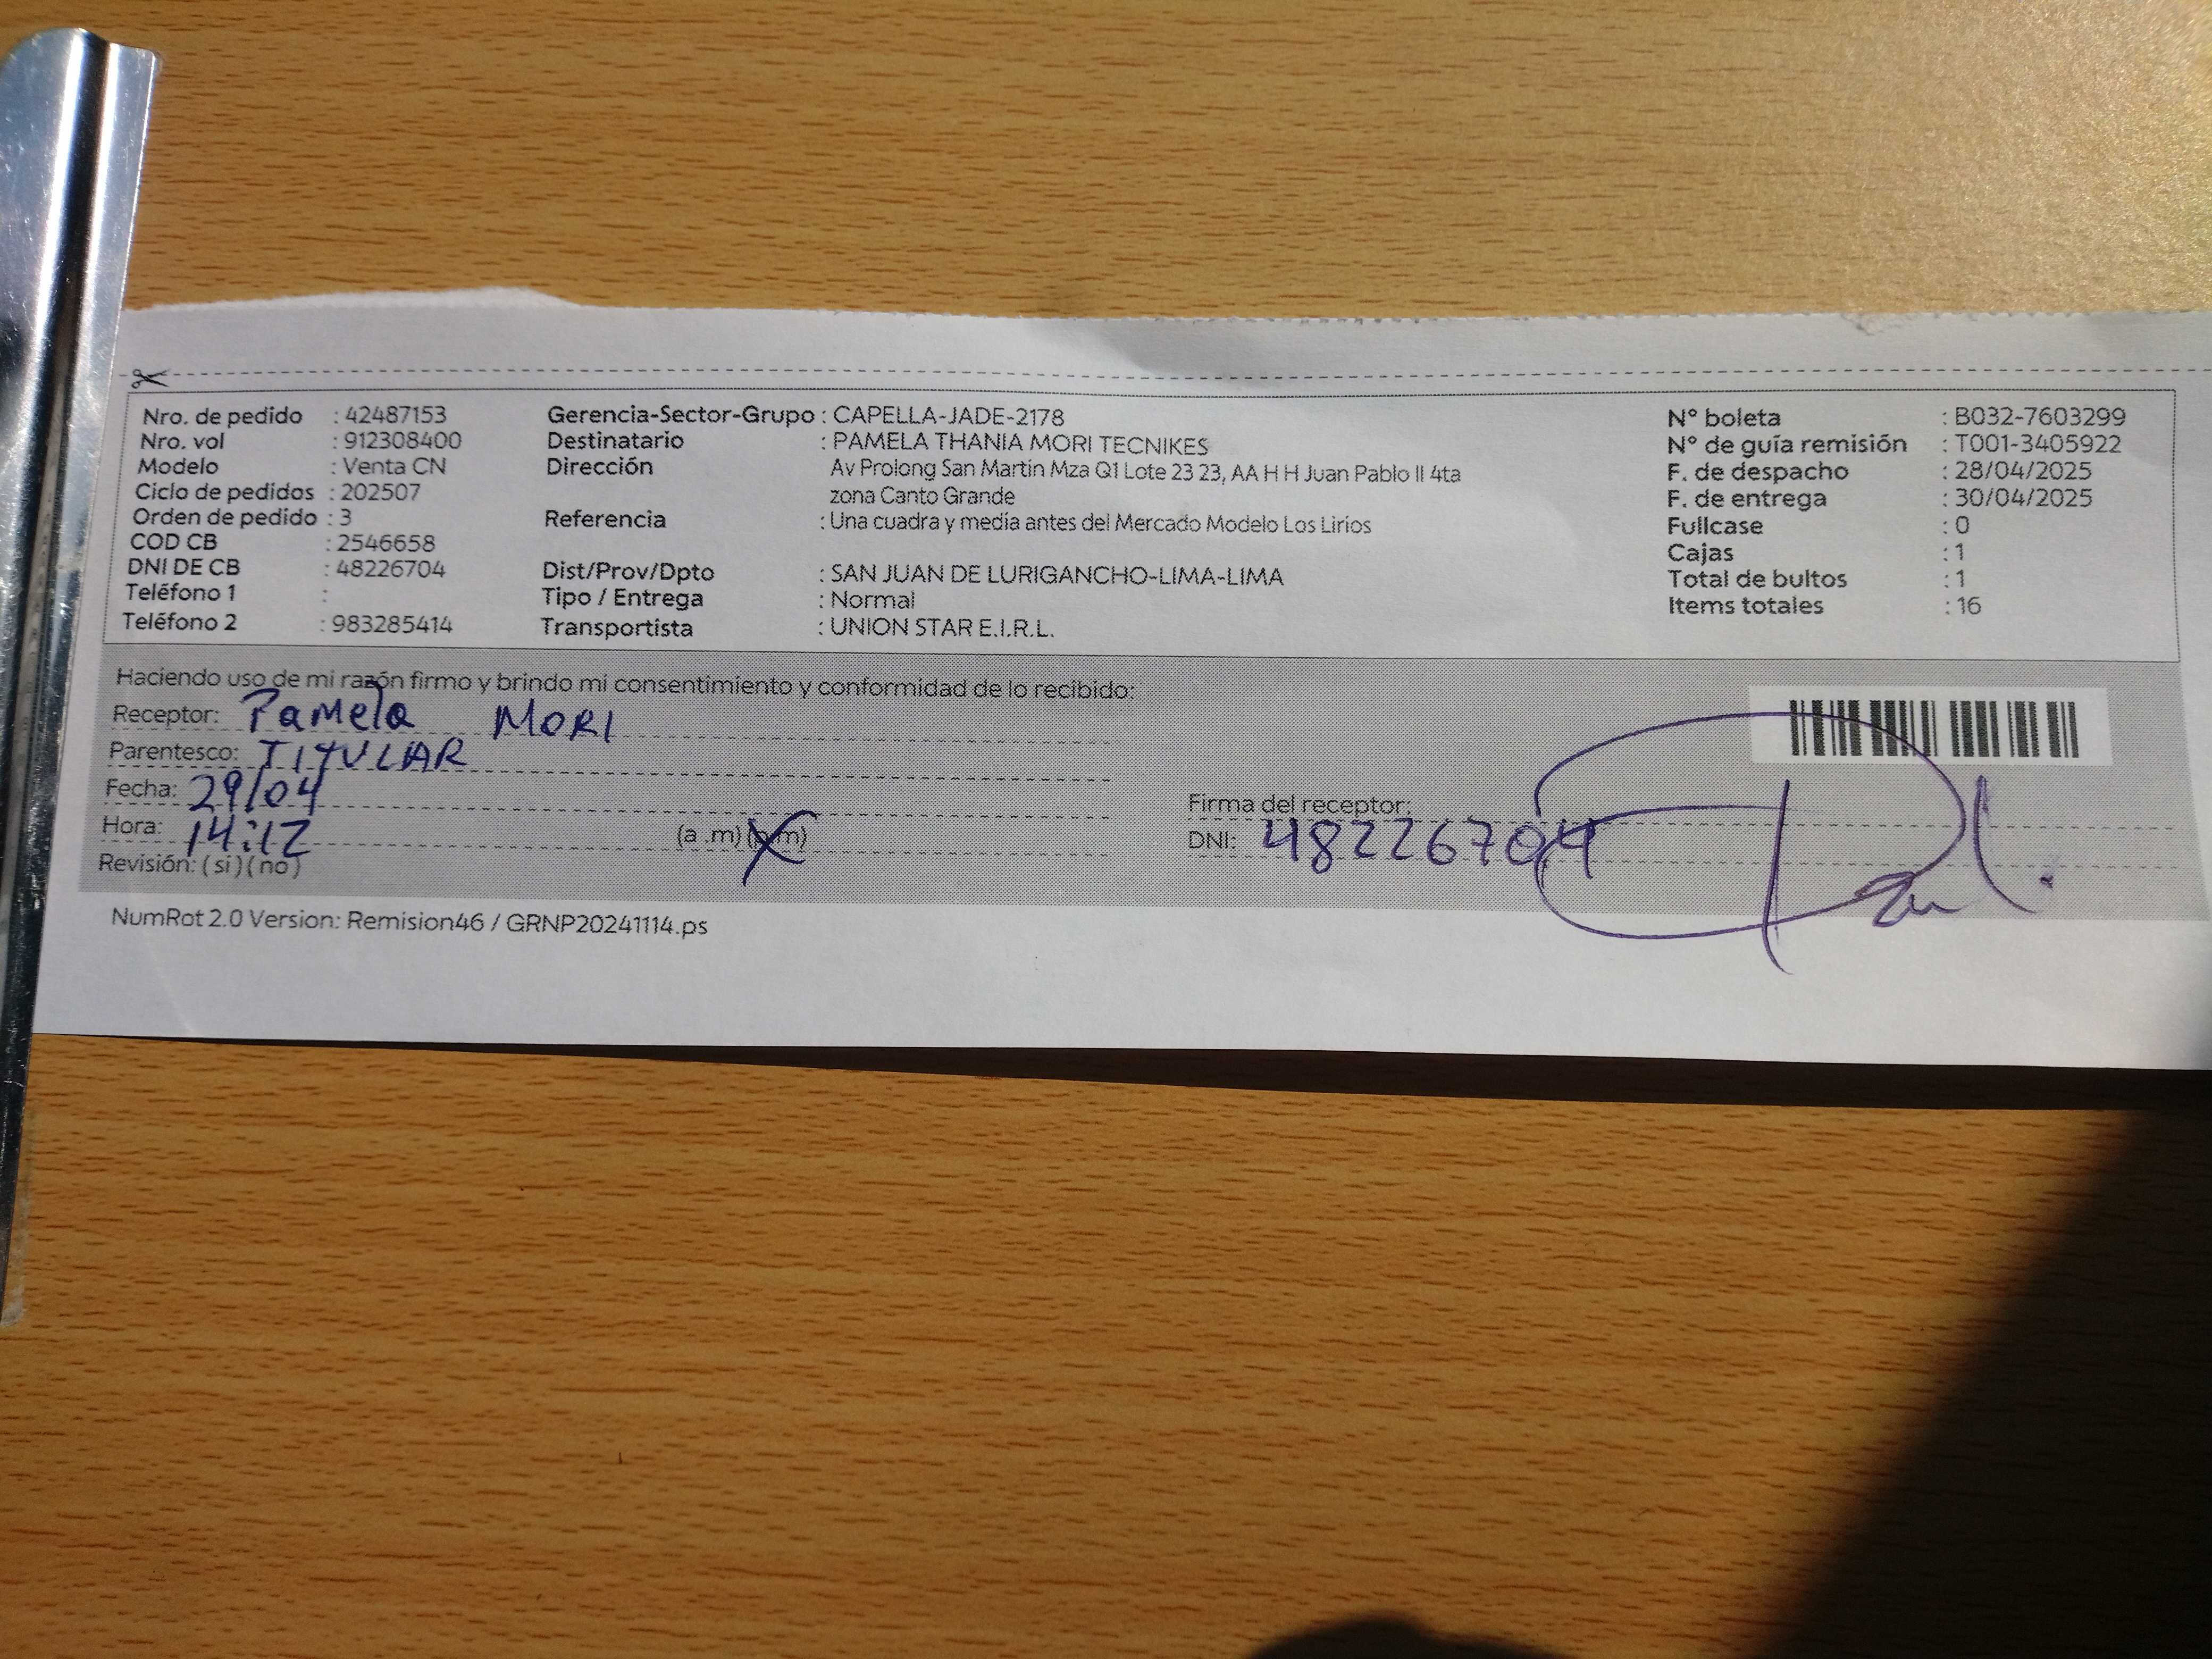 Nro. de pedido : 42487153 Gerencia-Sector-Grupo : CAPELLA-JADE-2178 N° boleta : B032-7603299
Nro. vol : 912308400 Destinatario : PAMELA THANIA MORI TECNIKES N° de guía remisión : T001-3405922
Modelo : Venta CN Dirección Av Prolong San Martin Mza Q1 Lote 23 23, AA H H Juan Pablo II 4ta F. de despacho : 28/04/2025
Ciclo de pedidos : 202507 zona Canto Grande F. de entrega : 30/04/2025
Orden de pedido : 3 Referencia : Una cuadra y media antes del Mercado Modelo Los Lirios Fullcase : 0
COD CB : 2546658 Cajas : 1
DNI DE CB : 48226704 Dist/Prov/Dpto : SAN JUAN DE LURIGANCHO-LIMA-LIMA Total de bultos : 1
Teléfono 1 : Tipo / Entrega : Normal Items totales : 16
Teléfono 2 : 983285414 Transportista : UNION STAR E.I.R.L.
Haciendo uso de mi razón firmo y brindo mi consentimiento y conformidad de lo recibido:
Receptor: Pamela MORI
Parentesco: TITULAR
Fecha: 29/04 Firma del receptor:
Hora: 14:12 (a .m) (p.m) DNI: 48226704
Revisión: ( si ) ( no )
NumRot 2.0 Version: Remision46 / GRNP20241114.ps